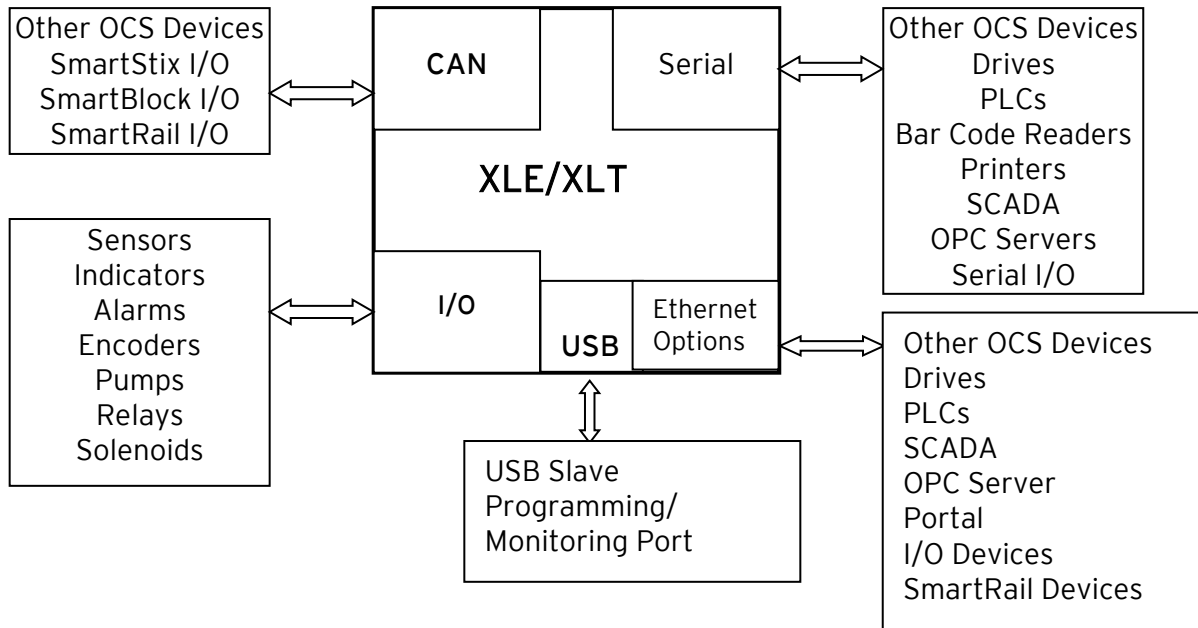 Other OCS Devices
SmartStix I/O
SmartBlock I/O
SmartRail I/O
CAN
Serial
XLE/XLT
I/O
USB
Ethernet
Options
Other OCS Devices
Drives
PLCs
Bar Code Readers
Printers
SCADA
OPC Servers
Serial I/O
Sensors
Indicators
Alarms
Encoders
Pumps
Relays
Solenoids
USB Slave
Programming/
Monitoring Port
Other OCS Devices
Drives
PLCs
SCADA
OPC Server
Portal
I/O Devices
SmartRail Devices